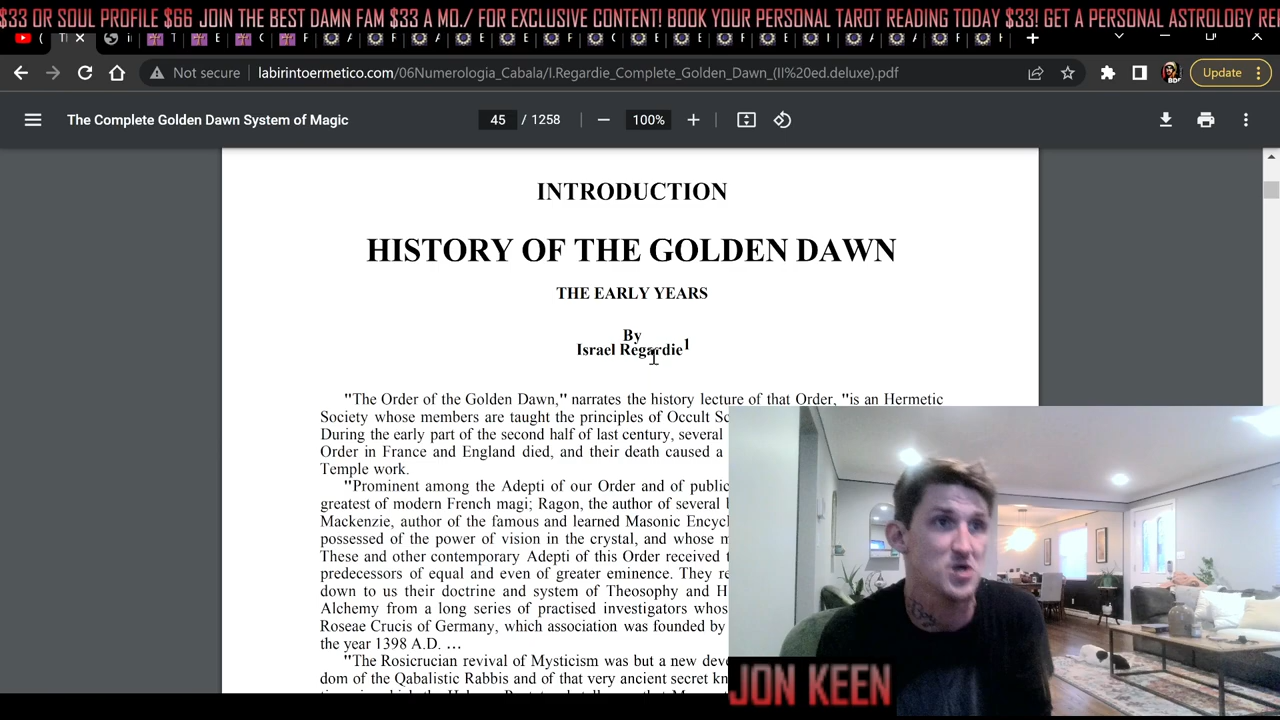 $33 OR SOUL PROFILE $66 JOIN THE BEST DAMN FAM $33 A MO./ FOR EXCLUSIVE CONTENT! BOOK YOUR PERSONAL TAROT READING TODAY $33! GET A PERSONAL ASTROLOGY
Not secure labirintoermetico.com/06Numerologia_Cabala/I.Regardie_Complete_Golden_Dawn_(II%20ed.deluxe).pdf Update
The Complete Golden Dawn System of Magic 45 / 1258 100%
INTRODUCTION
HISTORY OF THE GOLDEN DAWN
THE EARLY YEARS
By
Israel Regardie1
"The Order of the Golden Dawn," narrates the history lecture of that Order, "is an Hermetic
Society whose members are taught the principles of Occult
During the early part of the second half of last century, several
Order in France and England died, and their death caused a
Temple work.
"Prominent among the Adepti of our Order and of public
greatest of modern French magi; Ragon, the author of several
Mackenzie, author of the famous and learned Masonic
possessed of the power of vision in the crystal, and whose
These and other contemporary Adepti of this Order received
predecessors of equal and even of greater eminence. They
down to us their doctrine and system of Theosophy and
Alchemy from a long series of practised investigators
Roseae Crucis of Germany, which association was founded by
the year 1398 A.D. …
"The Rosicrucian revival of Mysticism was but a new
dom of the Qabalistic Rabbis and of that very ancient secret
JON KEEN